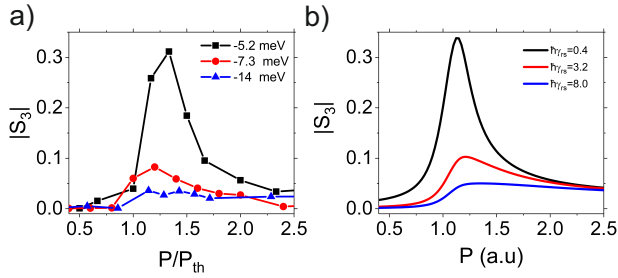 a)
|S₃|
0.3
0.2
0.1
0.0
-5.2 meV
-7.3 meV
-14 meV
0.5 1.0 1.5 2.0 2.5
P/Pth
b)
|S₃|
0.3
0.2
0.1
0.0
ℏγrs=0.4
ℏγrs=3.2
ℏγrs=8.0
0.5 1.0 1.5 2.0 2.5
P (a.u)